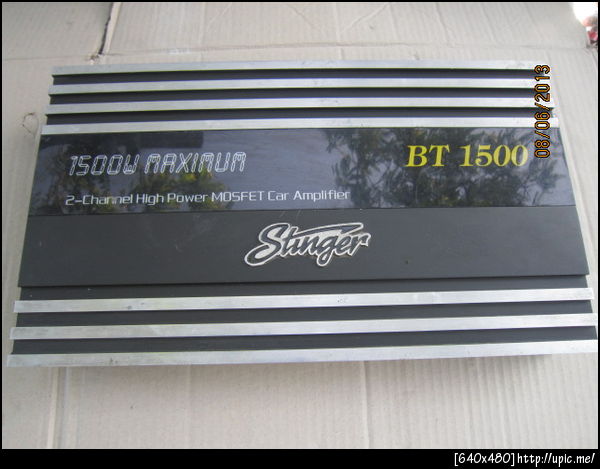 1500W MAXIMUM
BT 1500
2-Channel High Power MOSFET Car Amplifier
Stinger
08/06/2013
[640x480]http://upic.me/